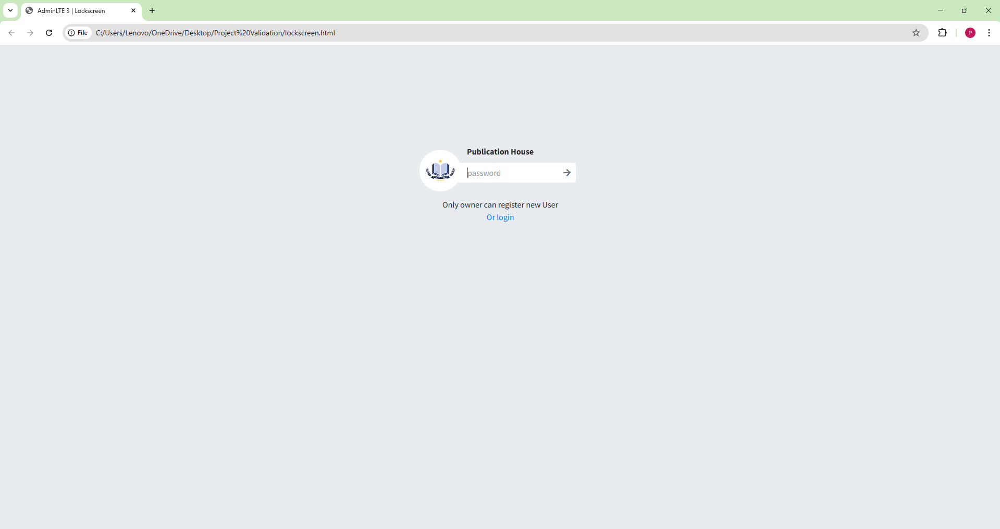 AdminLTE 3 | Lockscreen
File C:/Users/Lenovo/OneDrive/Desktop/Project%20Validation/lockscreen.html
P
Publication House
password
Only owner can register new User
Or login